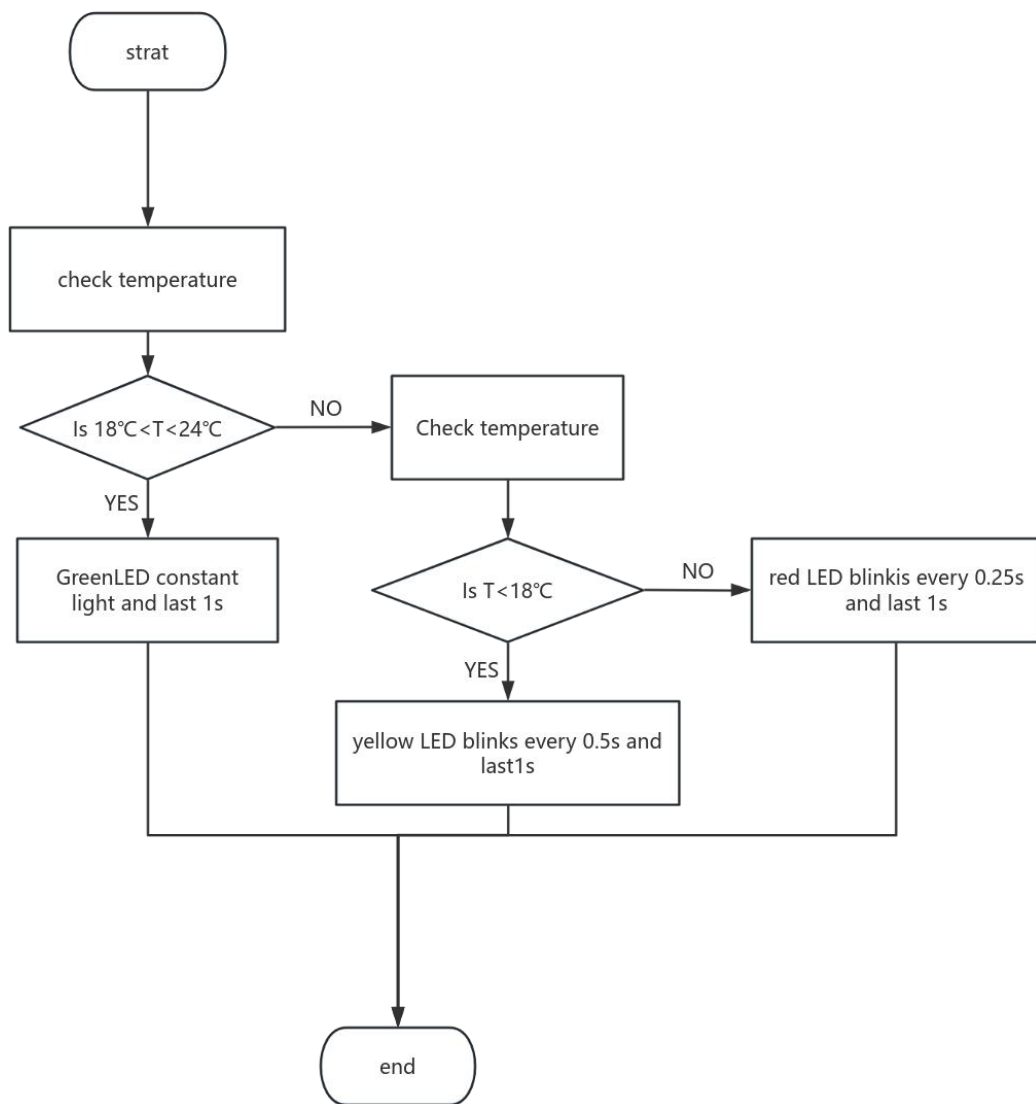 strat
check temperature
Is 18℃<T<24℃
NO
Check temperature
YES
GreenLED constant
light and last 1s
Is T<18℃
NO
red LED blinkis every 0.25s
and last 1s
YES
yellow LED blinks every 0.5s and
last1s
end